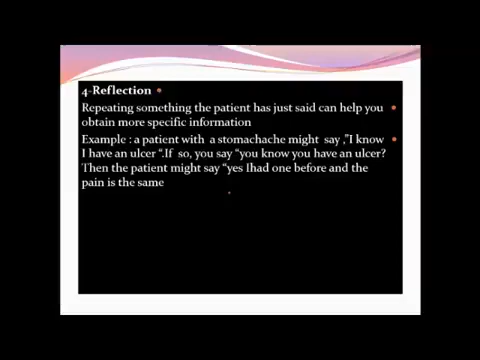 4-Reflection
Repeating something the patient has just said can help you
obtain more specific information
Example : a patient with a stomachache might say ,"I know
I have an ulcer ".If so, you say "you know you have an ulcer?
Then the patient might say "yes Ihad one before and the
pain is the same